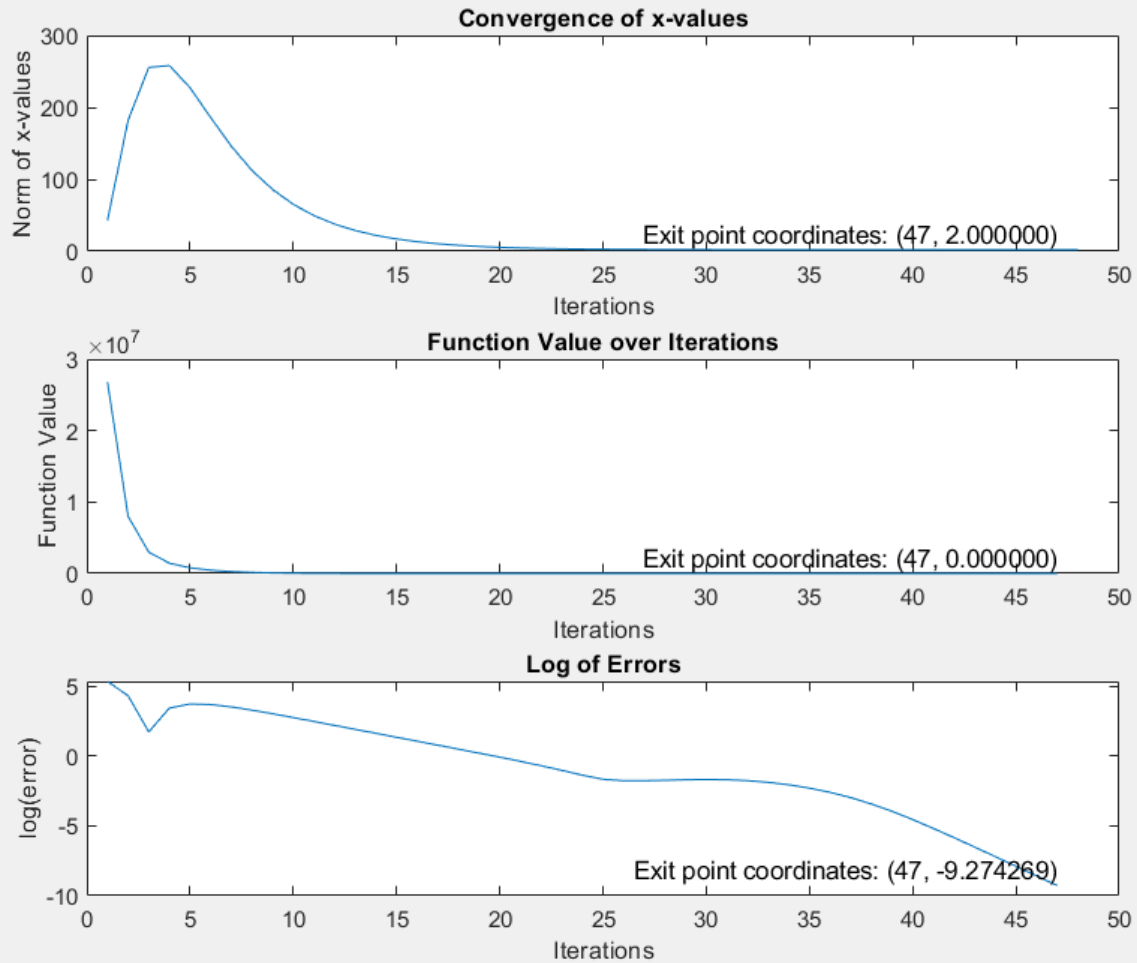 Convergence of x-values
300
200
100
0
Norm of x-values
Exit point coordinates: (47, 2.000000)
0 5 10 15 20 25 30 35 40 45 50
Iterations
×10^7
Function Value over Iterations
3
2
1
0
Function Value
Exit point coordinates: (47, 0.000000)
0 5 10 15 20 25 30 35 40 45 50
Iterations
Log of Errors
5
0
-5
-10
log(error)
Exit point coordinates: (47, -9.274269)
0 5 10 15 20 25 30 35 40 45 50
Iterations